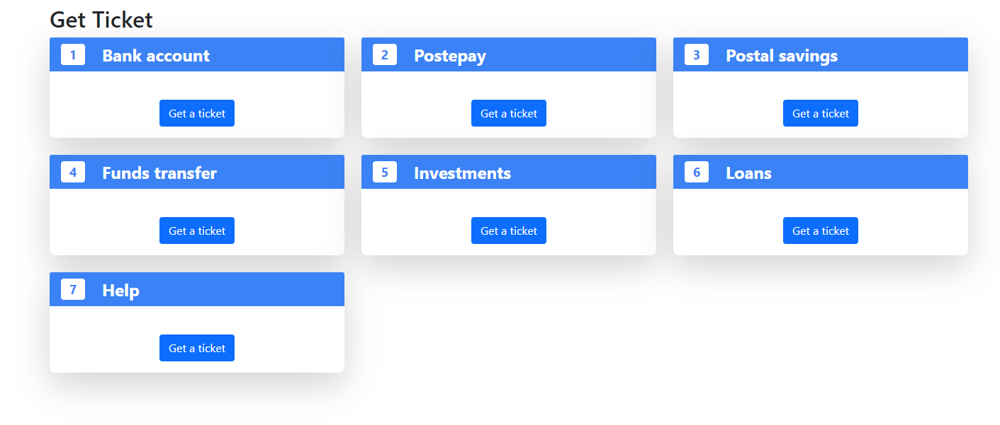 Get Ticket
1 Bank account
Get a ticket
2 Postepay
Get a ticket
3 Postal savings
Get a ticket
4 Funds transfer
Get a ticket
5 Investments
Get a ticket
6 Loans
Get a ticket
7 Help
Get a ticket